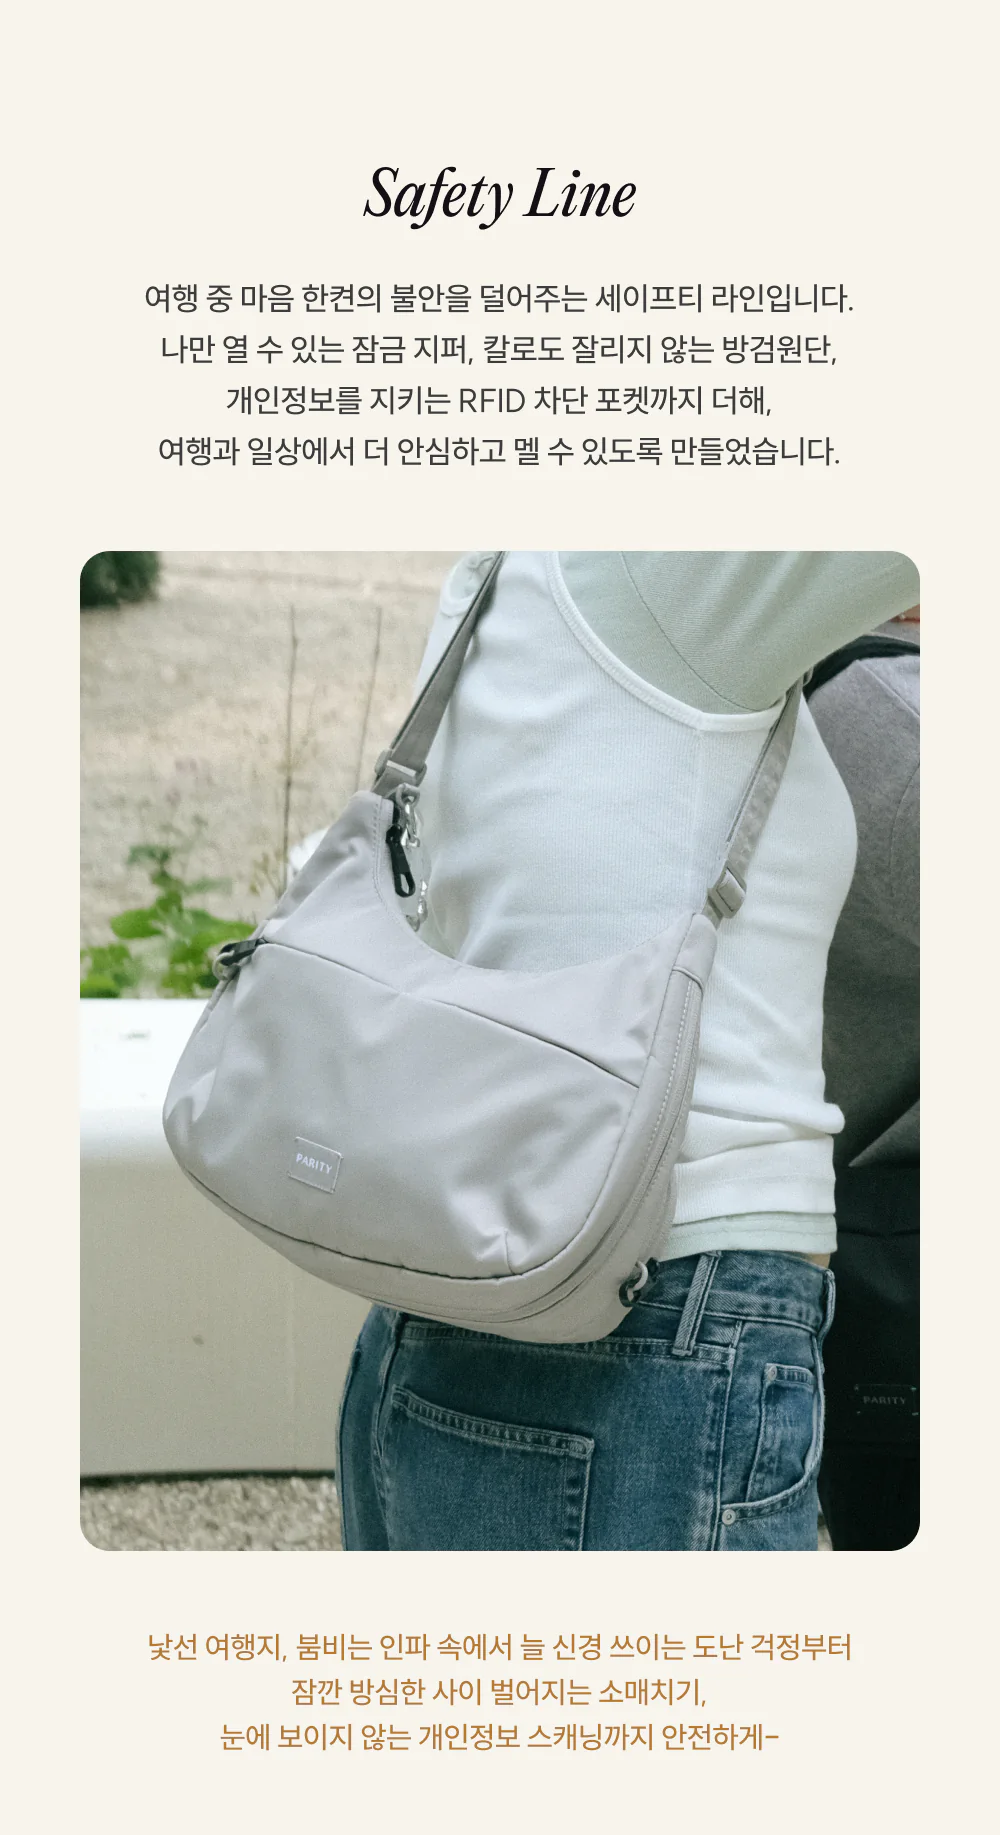 Safety Line
여행 중 마음 한켠의 불안을 덜어주는 세이프티 라인입니다.
나만 열 수 있는 잠금 지퍼, 칼로도 잘리지 않는 방검원단,
개인정보를 지키는 RFID 차단 포켓까지 더해,
여행과 일상에서 더 안심하고 멜 수 있도록 만들었습니다.
PARITY
PARITY
낯선 여행지, 붐비는 인파 속에서 늘 신경 쓰이는 도난 걱정부터
잠깐 방심한 사이 벌어지는 소매치기,
눈에 보이지 않는 개인정보 스캐닝까지 안전하게-